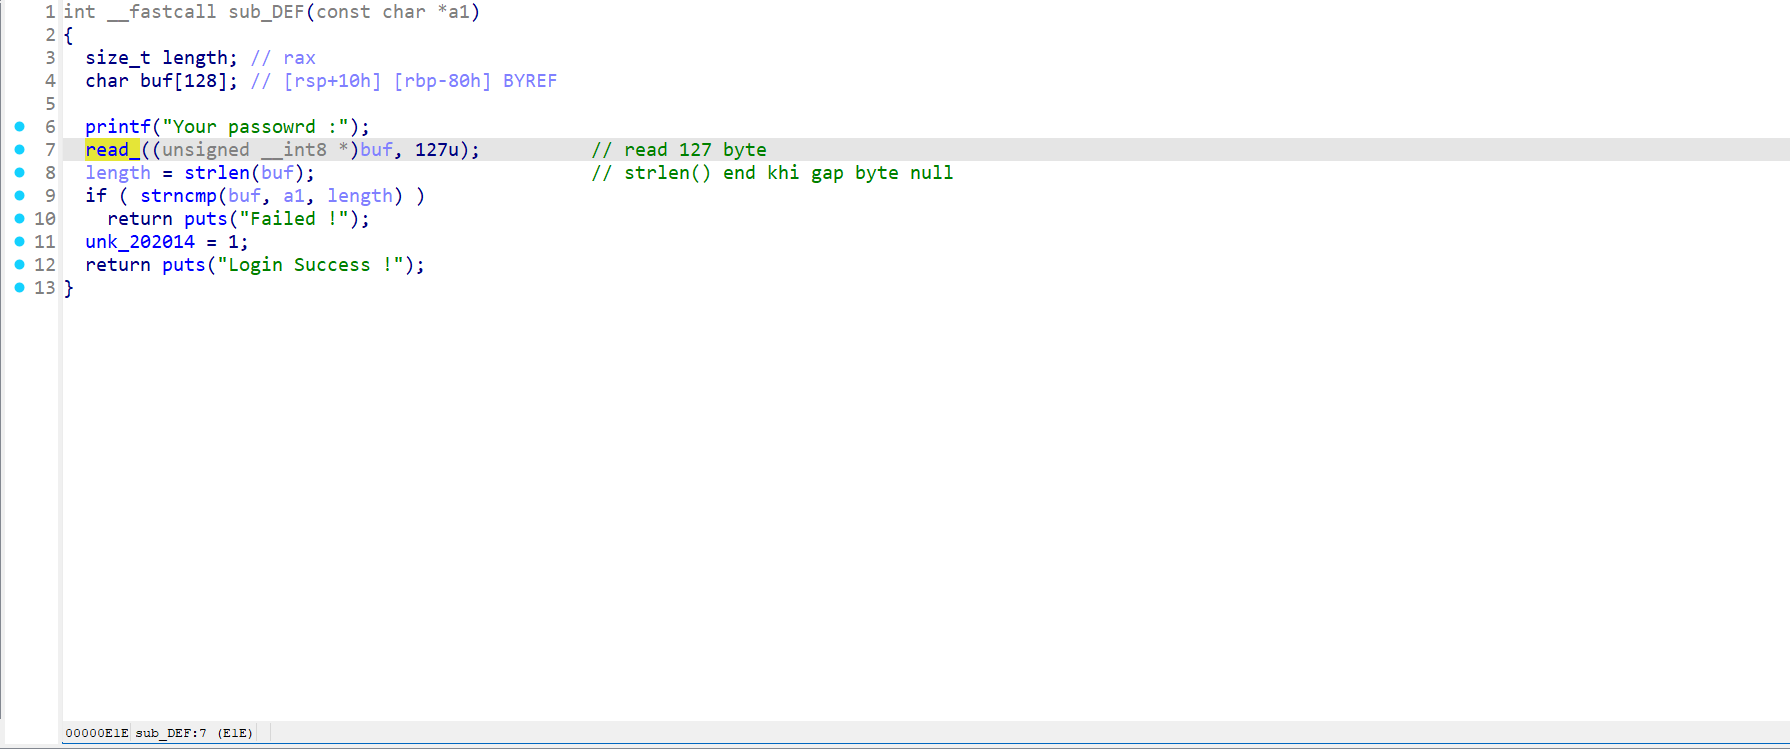 1 int __fastcall sub_DEF(const char *a1)
2 {
3   size_t length; // rax
4   char buf[128]; // [rsp+10h] [rbp-80h] BYREF
5
6   printf("Your passowrd :");
7   read_((unsigned __int8 *)buf, 127u);          // read 127 byte
8   length = strlen(buf);                         // strlen() end khi gap byte null
9   if ( strncmp(buf, a1, length) )
10     return puts("Failed !");
11   unk_202014 = 1;
12   return puts("Login Success !");
13 }
00000E1E sub_DEF:7 (E1E)